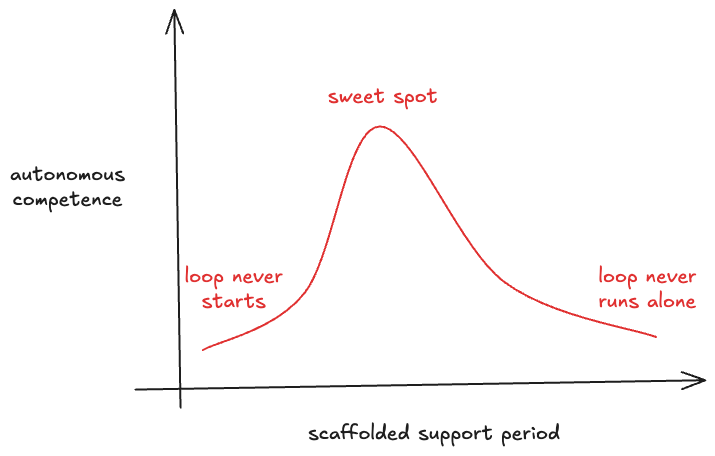 sweet spot
autonomous
competence
loop never
starts
loop never
runs alone
scaffolded support period